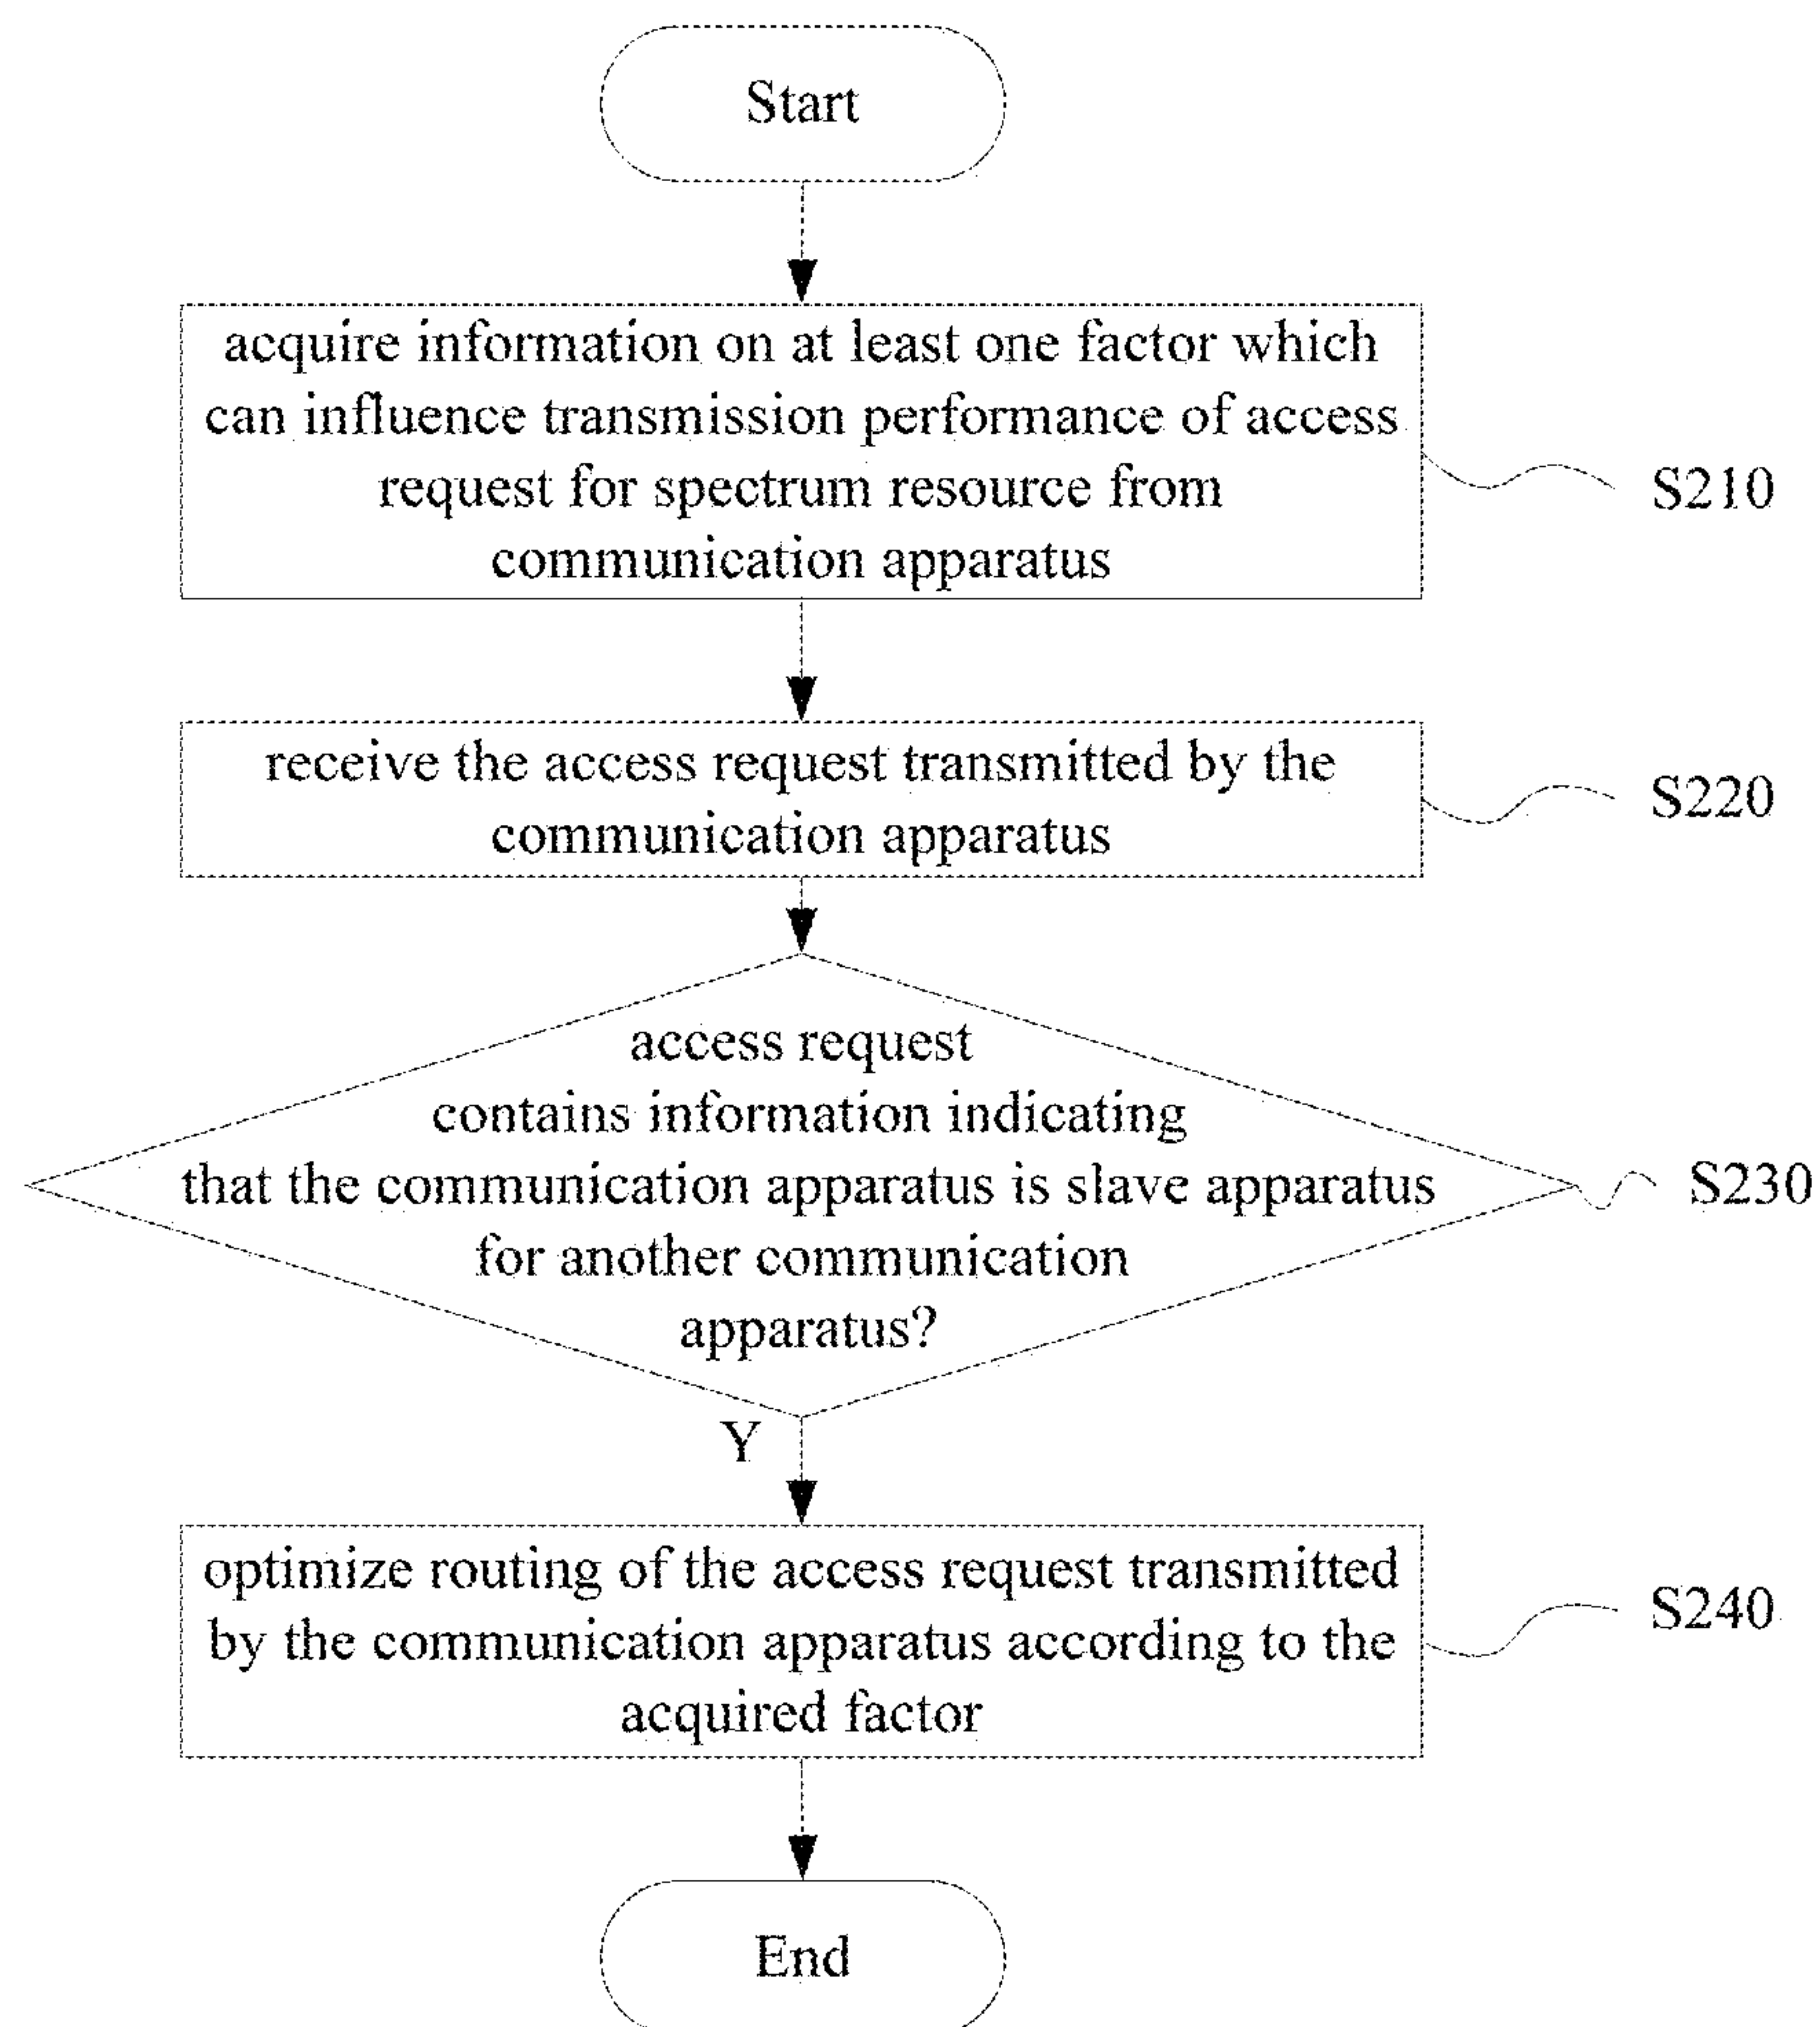 Start
acquire information on at least one factor which
can influence transmission performance of access
request for spectrum resource from
communication apparatus
S210
receive the access request transmitted by the
communication apparatus
S220
access request
contains information indicating
that the communication apparatus is slave apparatus
for another communication
apparatus?
S230
Y
optimize routing of the access request transmitted
by the communication apparatus according to the
acquired factor
S240
End